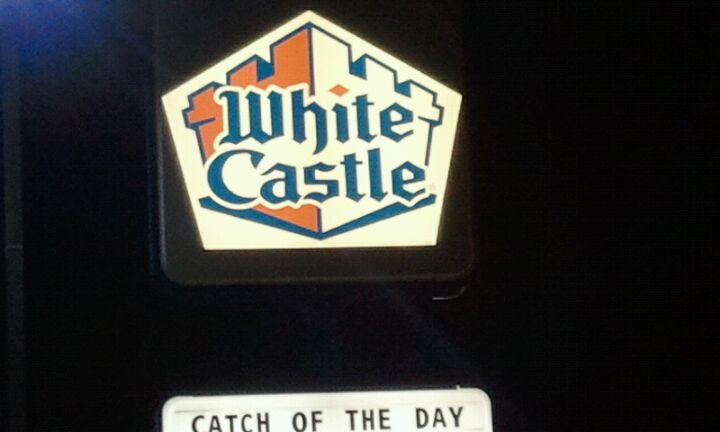 White
Castle
CATCH OF THE DAY